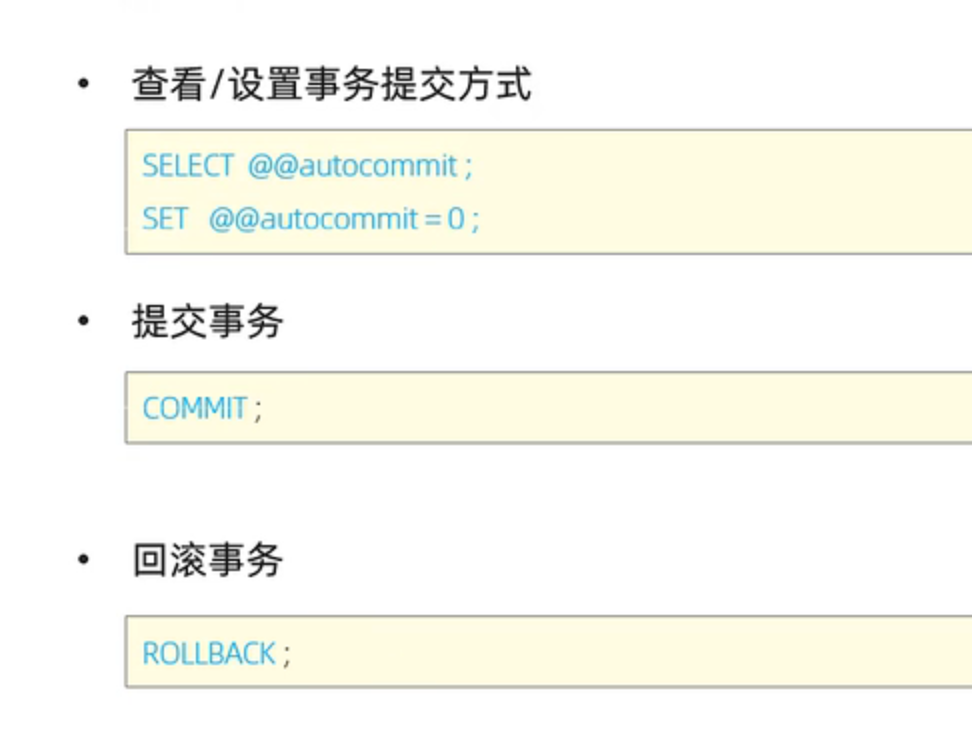 • 查看/设置事务提交方式
SELECT @@autocommit ;
SET @@autocommit = 0 ;
• 提交事务
COMMIT ;
• 回滚事务
ROLLBACK ;